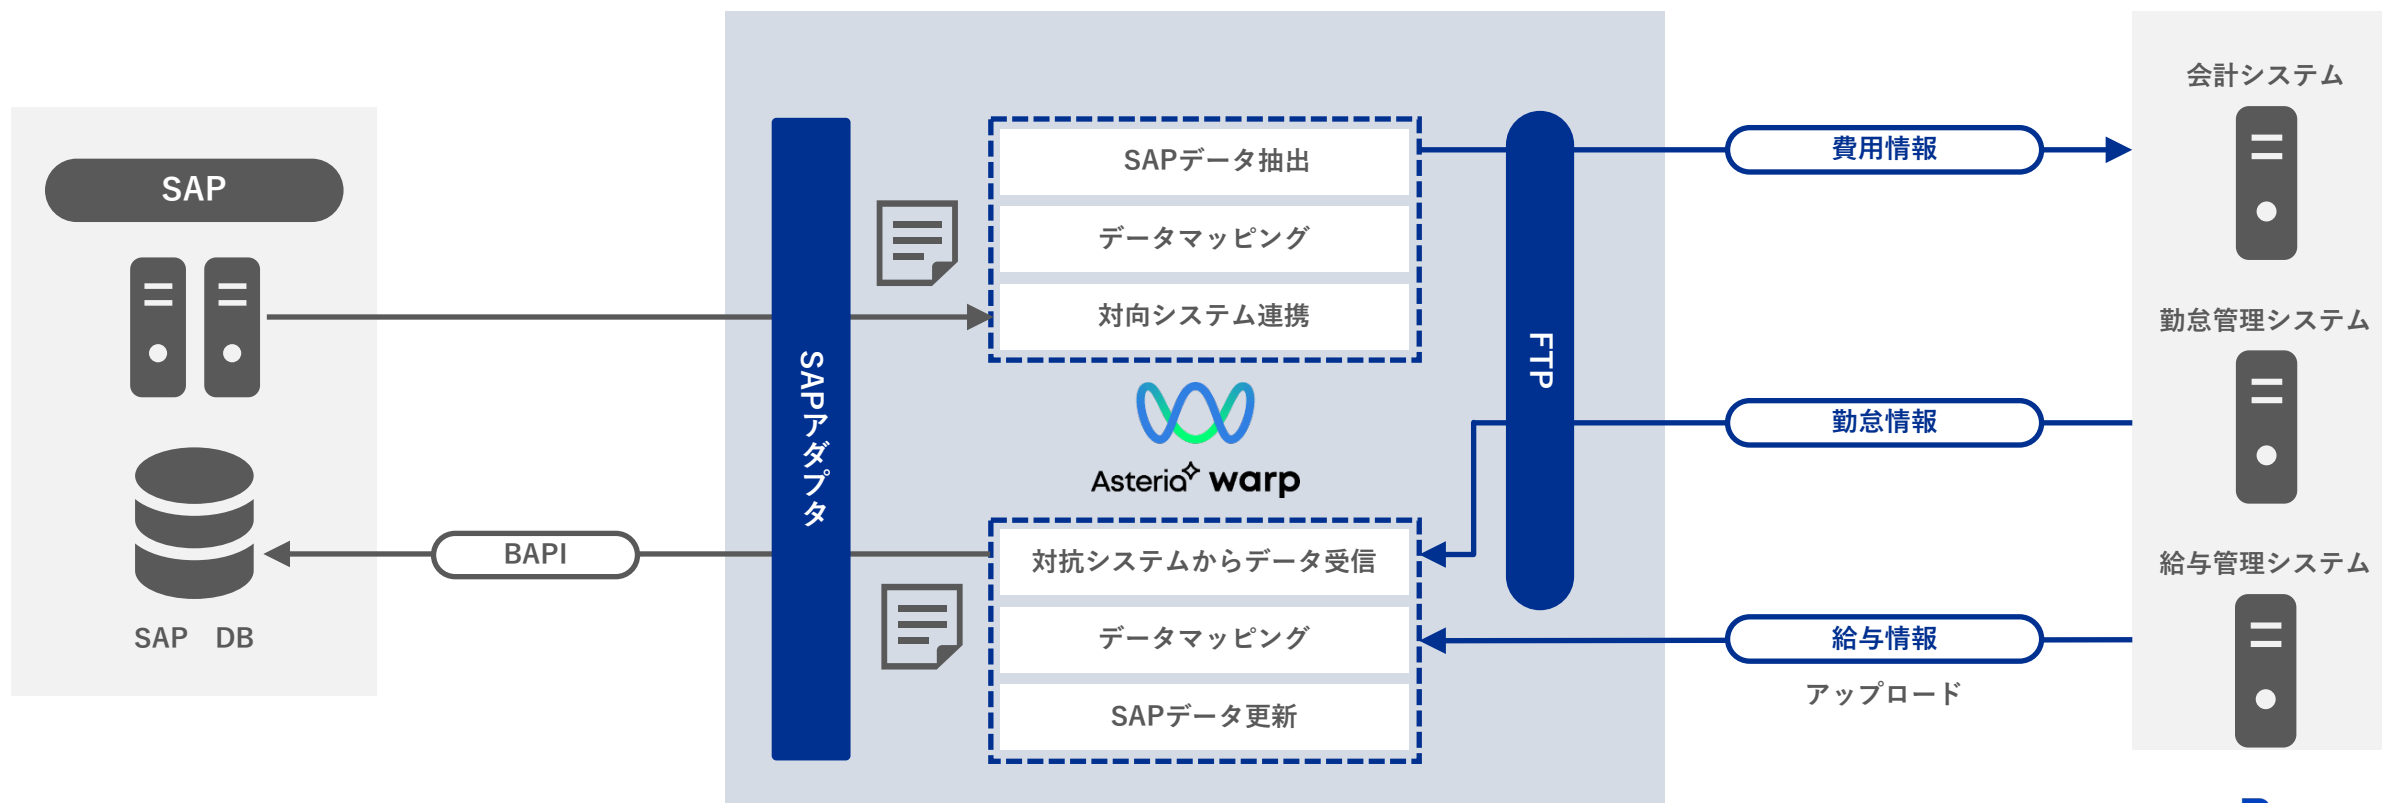 SAP
SAP DB
BAPI
SAPアダプタ
SAPデータ抽出
データマッピング
対向システム連携
Asteria warp
対抗システムからデータ受信
データマッピング
SAPデータ更新
FTP
費用情報
勤怠情報
給与情報
アップロード
会計システム
勤怠管理システム
給与管理システム